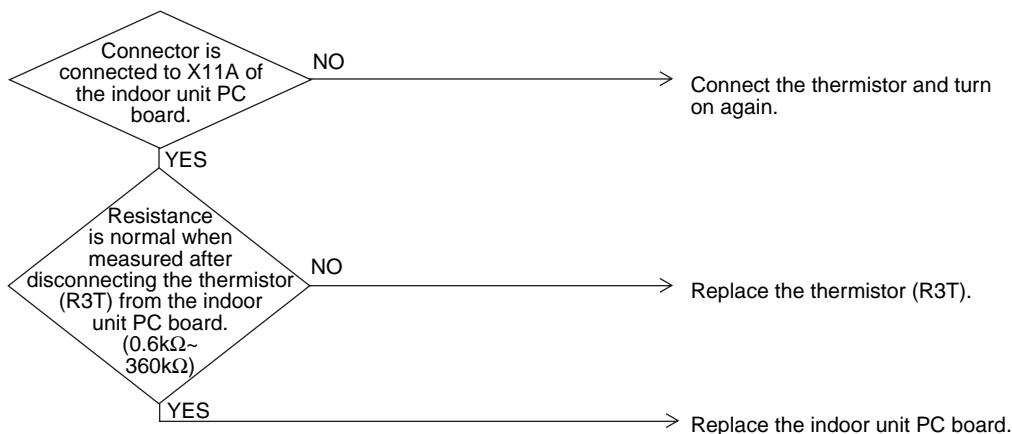 Connector is
connected to X11A of
the indoor unit PC
board.
NO
Connect the thermistor and turn
on again.
YES
Resistance
is normal when
measured after
disconnecting the thermistor
(R3T) from the indoor
unit PC board.
(0.6kΩ~
360kΩ)
NO
Replace the thermistor (R3T).
YES
Replace the indoor unit PC board.